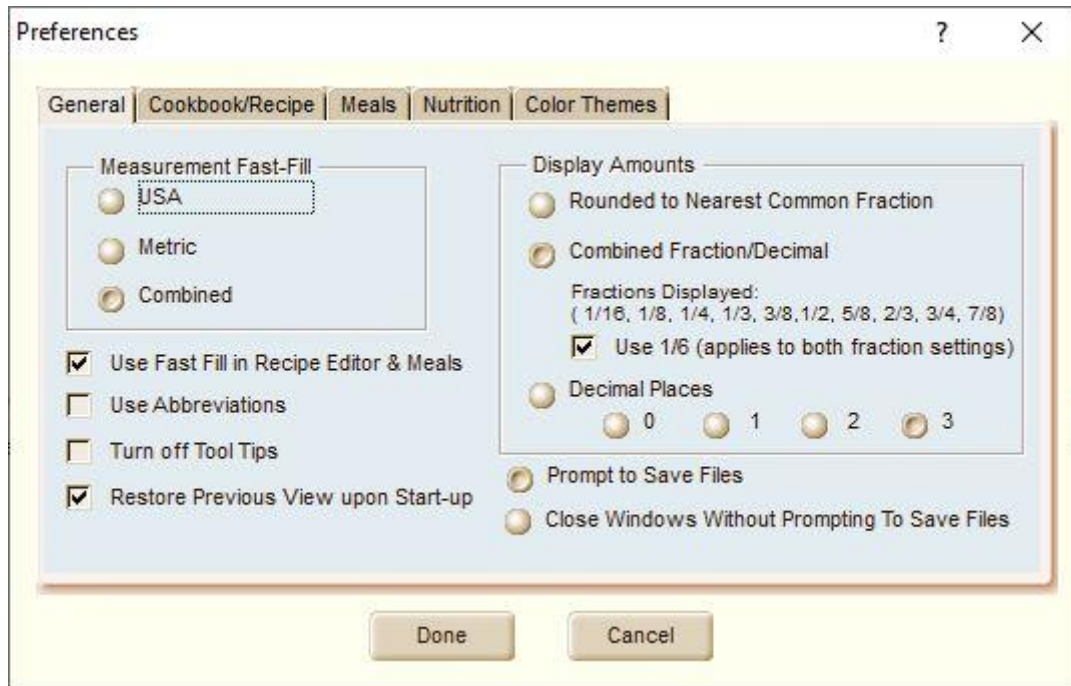 Preferences
?
General Cookbook/Recipe Meals Nutrition Color Themes
Measurement Fast-Fill
USA
Metric
Combined
Use Fast Fill in Recipe Editor & Meals
Use Abbreviations
Turn off Tool Tips
Restore Previous View upon Start-up
Display Amounts
Rounded to Nearest Common Fraction
Combined Fraction/Decimal
Fractions Displayed:
( 1/16, 1/8, 1/4, 1/3, 3/8,1/2, 5/8, 2/3, 3/4, 7/8)
Use 1/6 (applies to both fraction settings)
Decimal Places
0 1 2 3
Prompt to Save Files
Close Windows Without Prompting To Save Files
Done Cancel